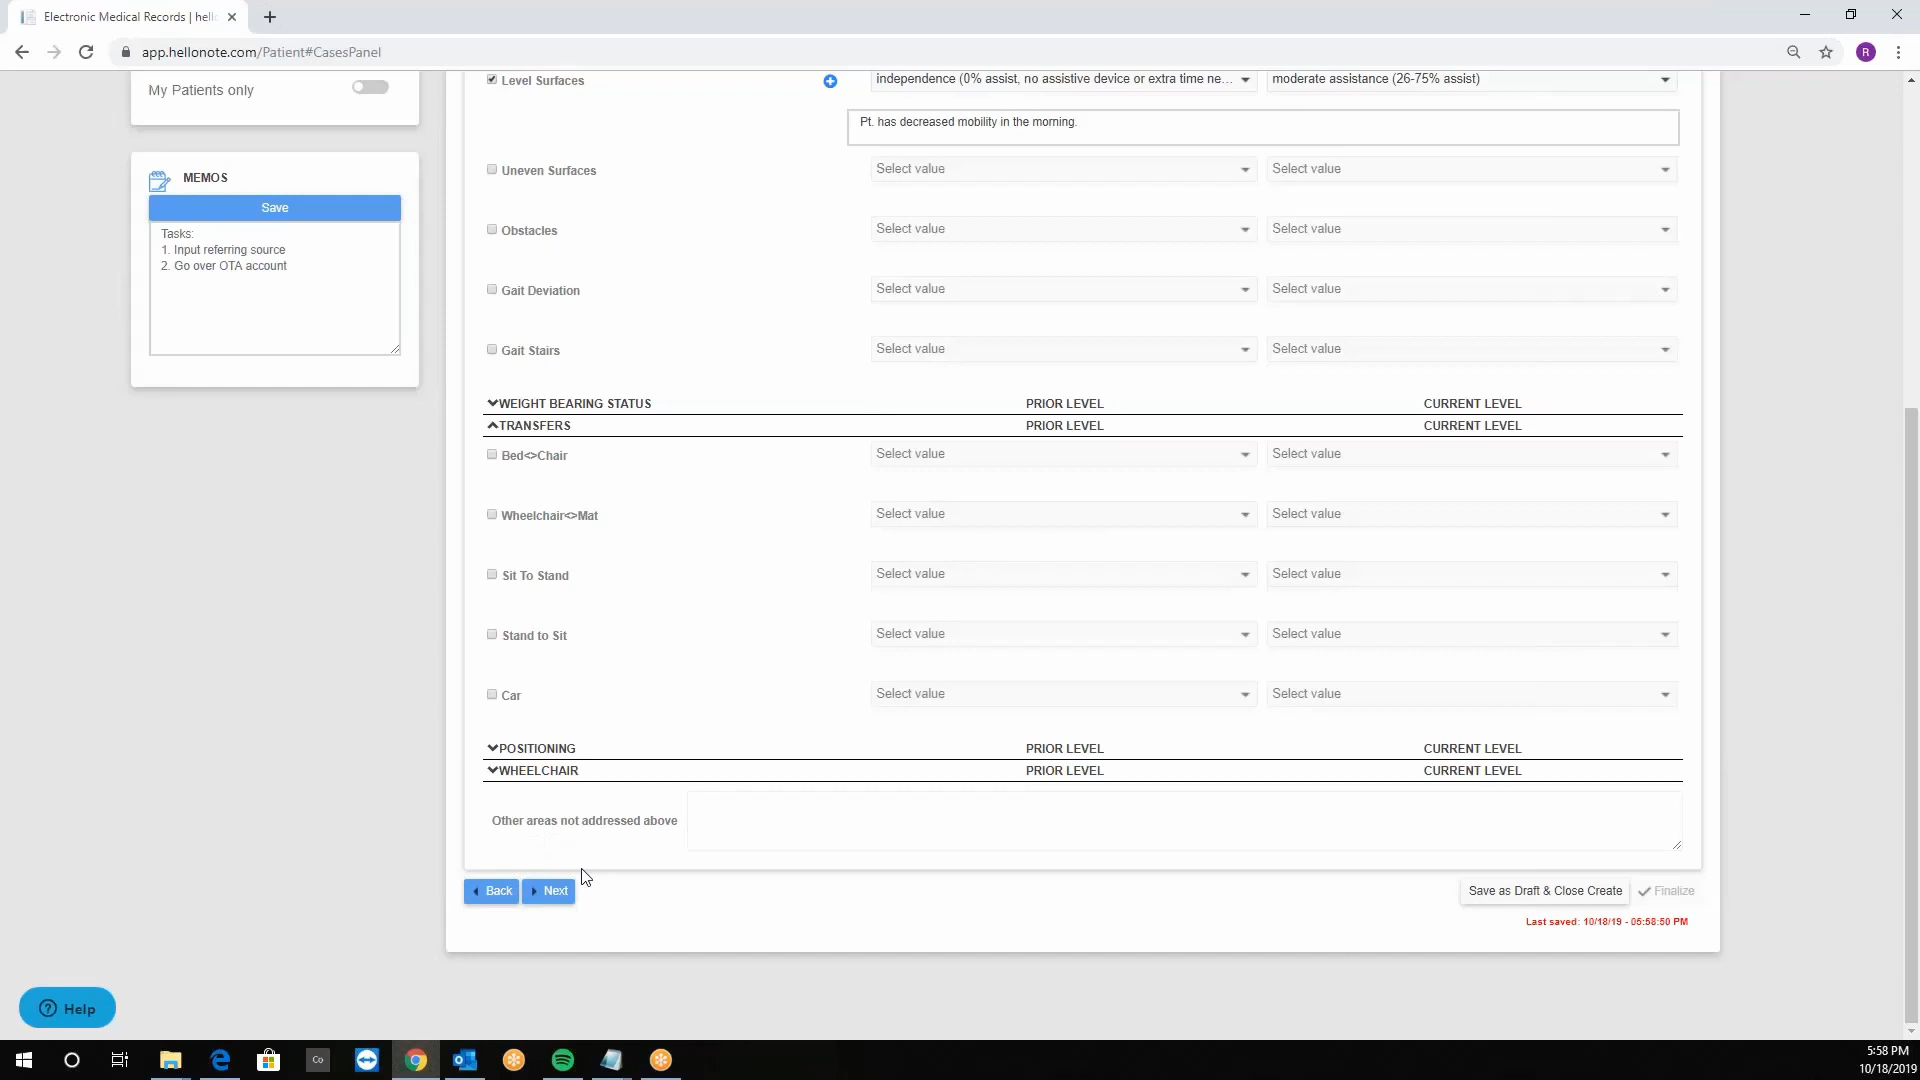 Electronic Medical Records | hell
app.hellonote.com/Patient#CasesPanel
R
My Patients only
MEMOS
Save
Tasks:
1. Input referring source
2. Go over OTA account
Level Surfaces independence (0% assist, no assistive device or extra time ne... moderate assistance (26-75% assist)
Pt. has decreased mobility in the morning.
Uneven Surfaces Select value Select value
Obstacles Select value Select value
Gait Deviation Select value Select value
Gait Stairs Select value Select value
WEIGHT BEARING STATUS PRIOR LEVEL CURRENT LEVEL
TRANSFERS PRIOR LEVEL CURRENT LEVEL
Bed<>Chair Select value Select value
Wheelchair<>Mat Select value Select value
Sit To Stand Select value Select value
Stand to Sit Select value Select value
Car Select value Select value
POSITIONING PRIOR LEVEL CURRENT LEVEL
WHEELCHAIR PRIOR LEVEL CURRENT LEVEL
Other areas not addressed above
Back Next Save as Draft & Close Create Finalize
Last saved: 10/18/19 - 05:58:50 PM
Help
Co
5:58 PM
10/18/2019